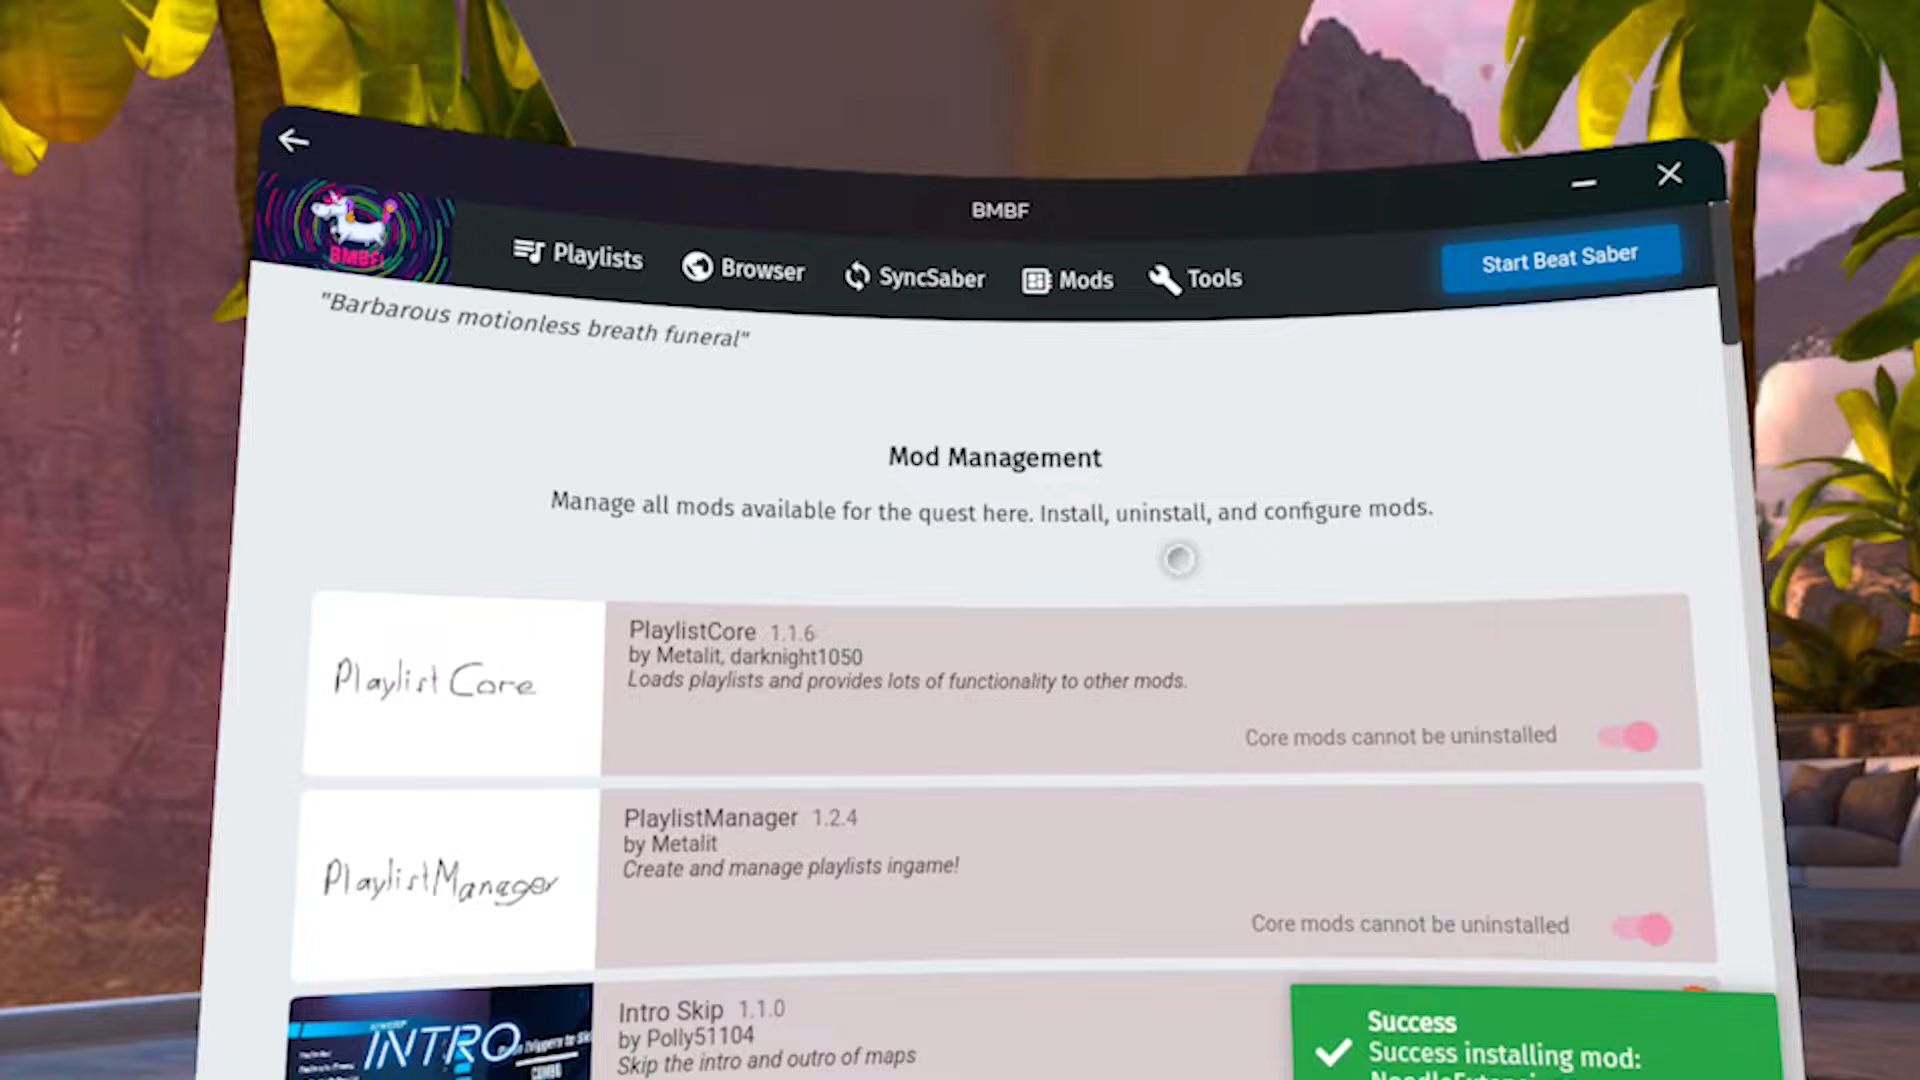 BMBF
BMBF!
Playlists
Browser
SyncSaber
Mods
Tools
Start Beat Saber
"Barbarous motionless breath funeral"
Mod Management
Manage all mods available for the quest here. Install, uninstall, and configure mods.
Playlist Core
PlaylistCore 1.1.6
by Metalit, darknight1050
Loads playlists and provides lots of functionality to other mods.
Core mods cannot be uninstalled
PlaylistManager
PlaylistManager 1.2.4
by Metalit
Create and manage playlists ingame!
Core mods cannot be uninstalled
INTRO
Intro Skip 1.1.0
by Polly51104
Skip the intro and outro of maps
Success
Success installing mod: